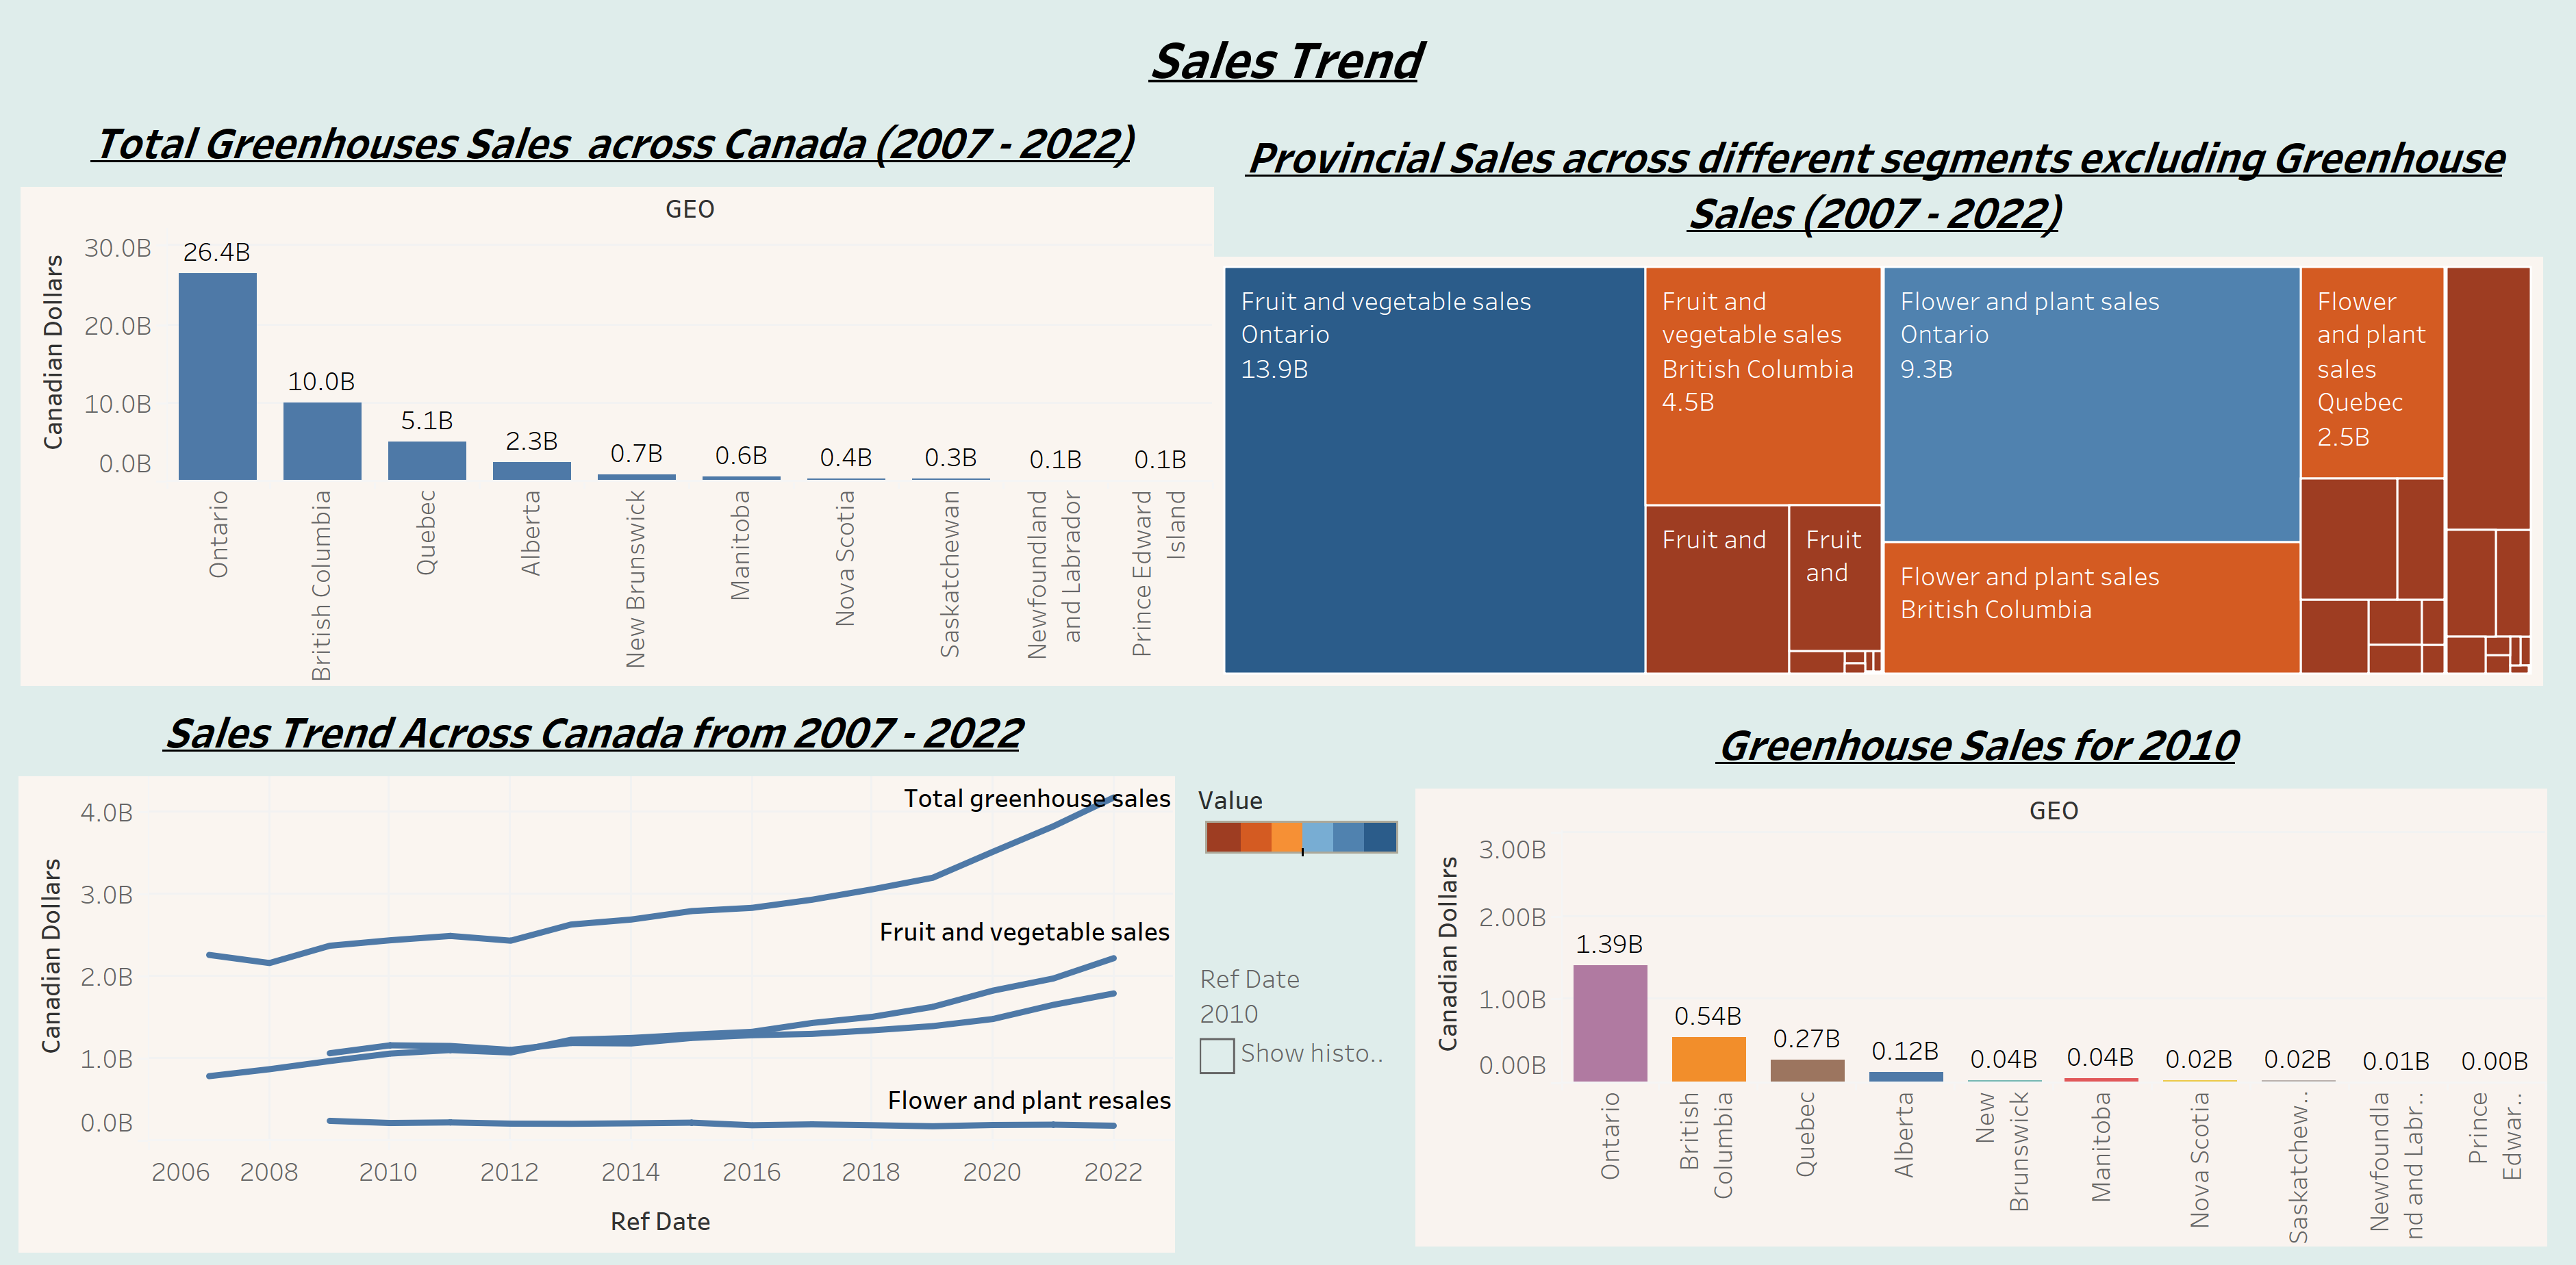 Sales Trend
Total Greenhouses Sales across Canada (2007 - 2022)
GEO
Canadian Dollars
30.0B
20.0B
10.0B
0.0B
26.4B
10.0B
5.1B
2.3B
0.7B
0.6B
0.4B
0.3B
0.1B
0.1B
Ontario
British Columbia
Quebec
Alberta
New Brunswick
Manitoba
Nova Scotia
Saskatchewan
Newfoundland
and Labrador
Prince Edward
Island
Provincial Sales across different segments excluding Greenhouse
Sales (2007 - 2022)
Fruit and vegetable sales
Ontario
13.9B
Fruit and
vegetable sales
British Columbia
4.5B
Fruit and
Fruit
and
Flower and plant sales
Ontario
9.3B
Flower and plant sales
British Columbia
Flower
and plant
sales
Quebec
2.5B
Sales Trend Across Canada from 2007 - 2022
Canadian Dollars
4.0B
3.0B
2.0B
1.0B
0.0B
Total greenhouse sales
Fruit and vegetable sales
Flower and plant resales
2006
2008
2010
2012
2014
2016
2018
2020
2022
Ref Date
Value
Ref Date
2010
Show histo..
Greenhouse Sales for 2010
GEO
Canadian Dollars
3.00B
2.00B
1.00B
0.00B
1.39B
0.54B
0.27B
0.12B
0.04B
0.04B
0.02B
0.02B
0.01B
0.00B
Ontario
British
Columbia
Quebec
Alberta
New
Brunswick
Manitoba
Nova Scotia
Saskatchew..
Newfoundla
nd and Labr..
Prince
Edwar..